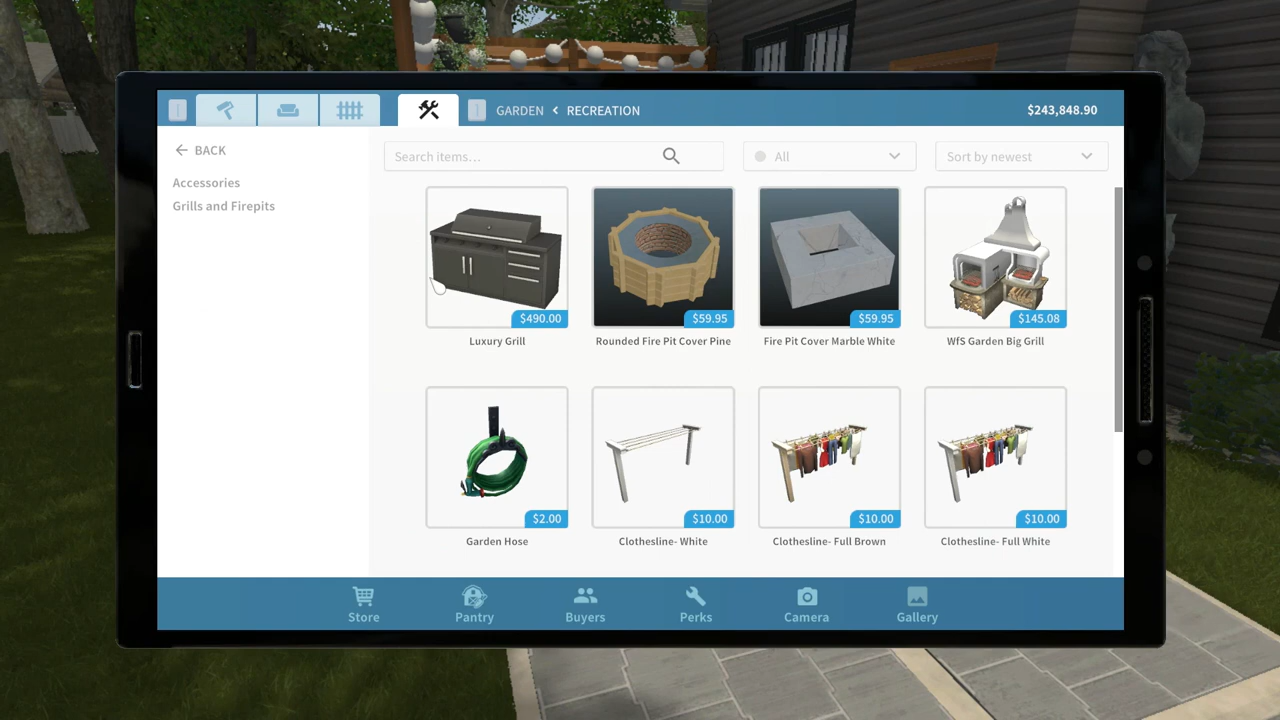 GARDEN < RECREATION
$243,848.90
BACK
Accessories
Grills and Firepits
Search items...
All
Sort by newest
$490.00
$59.95
$59.95
$145.08
Luxury Grill
Rounded Fire Pit Cover Pine
Fire Pit Cover Marble White
WfS Garden Big Grill
$2.00
$10.00
$10.00
$10.00
Garden Hose
Clothesline- White
Clothesline- Full Brown
Clothesline- Full White
Store
Pantry
Buyers
Perks
Camera
Gallery